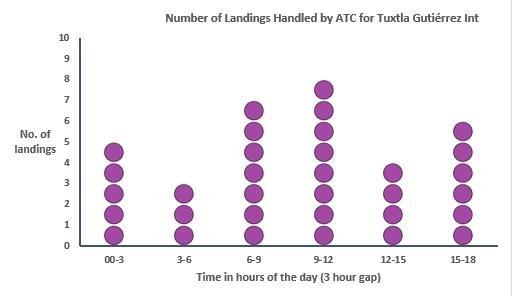 Number of Landings Handled by ATC for Tuxtla Gutiérrez Int
10
9
8
7
6
5
4
3
2
1
0
No. of
landings
00-3 3-6 6-9 9-12 12-15 15-18
Time in hours of the day (3 hour gap)